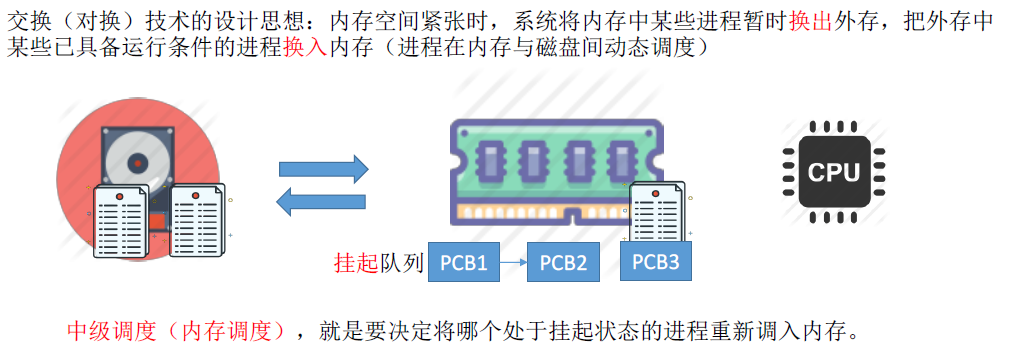 交换（对换）技术的设计思想：内存空间紧张时，系统将内存中某些进程暂时换出外存，把外存中
某些已具备运行条件的进程换入内存（进程在内存与磁盘间动态调度）
CPU
挂起队列 PCB1 PCB2 PCB3
中级调度（内存调度），就是要决定将哪个处于挂起状态的进程重新调入内存。